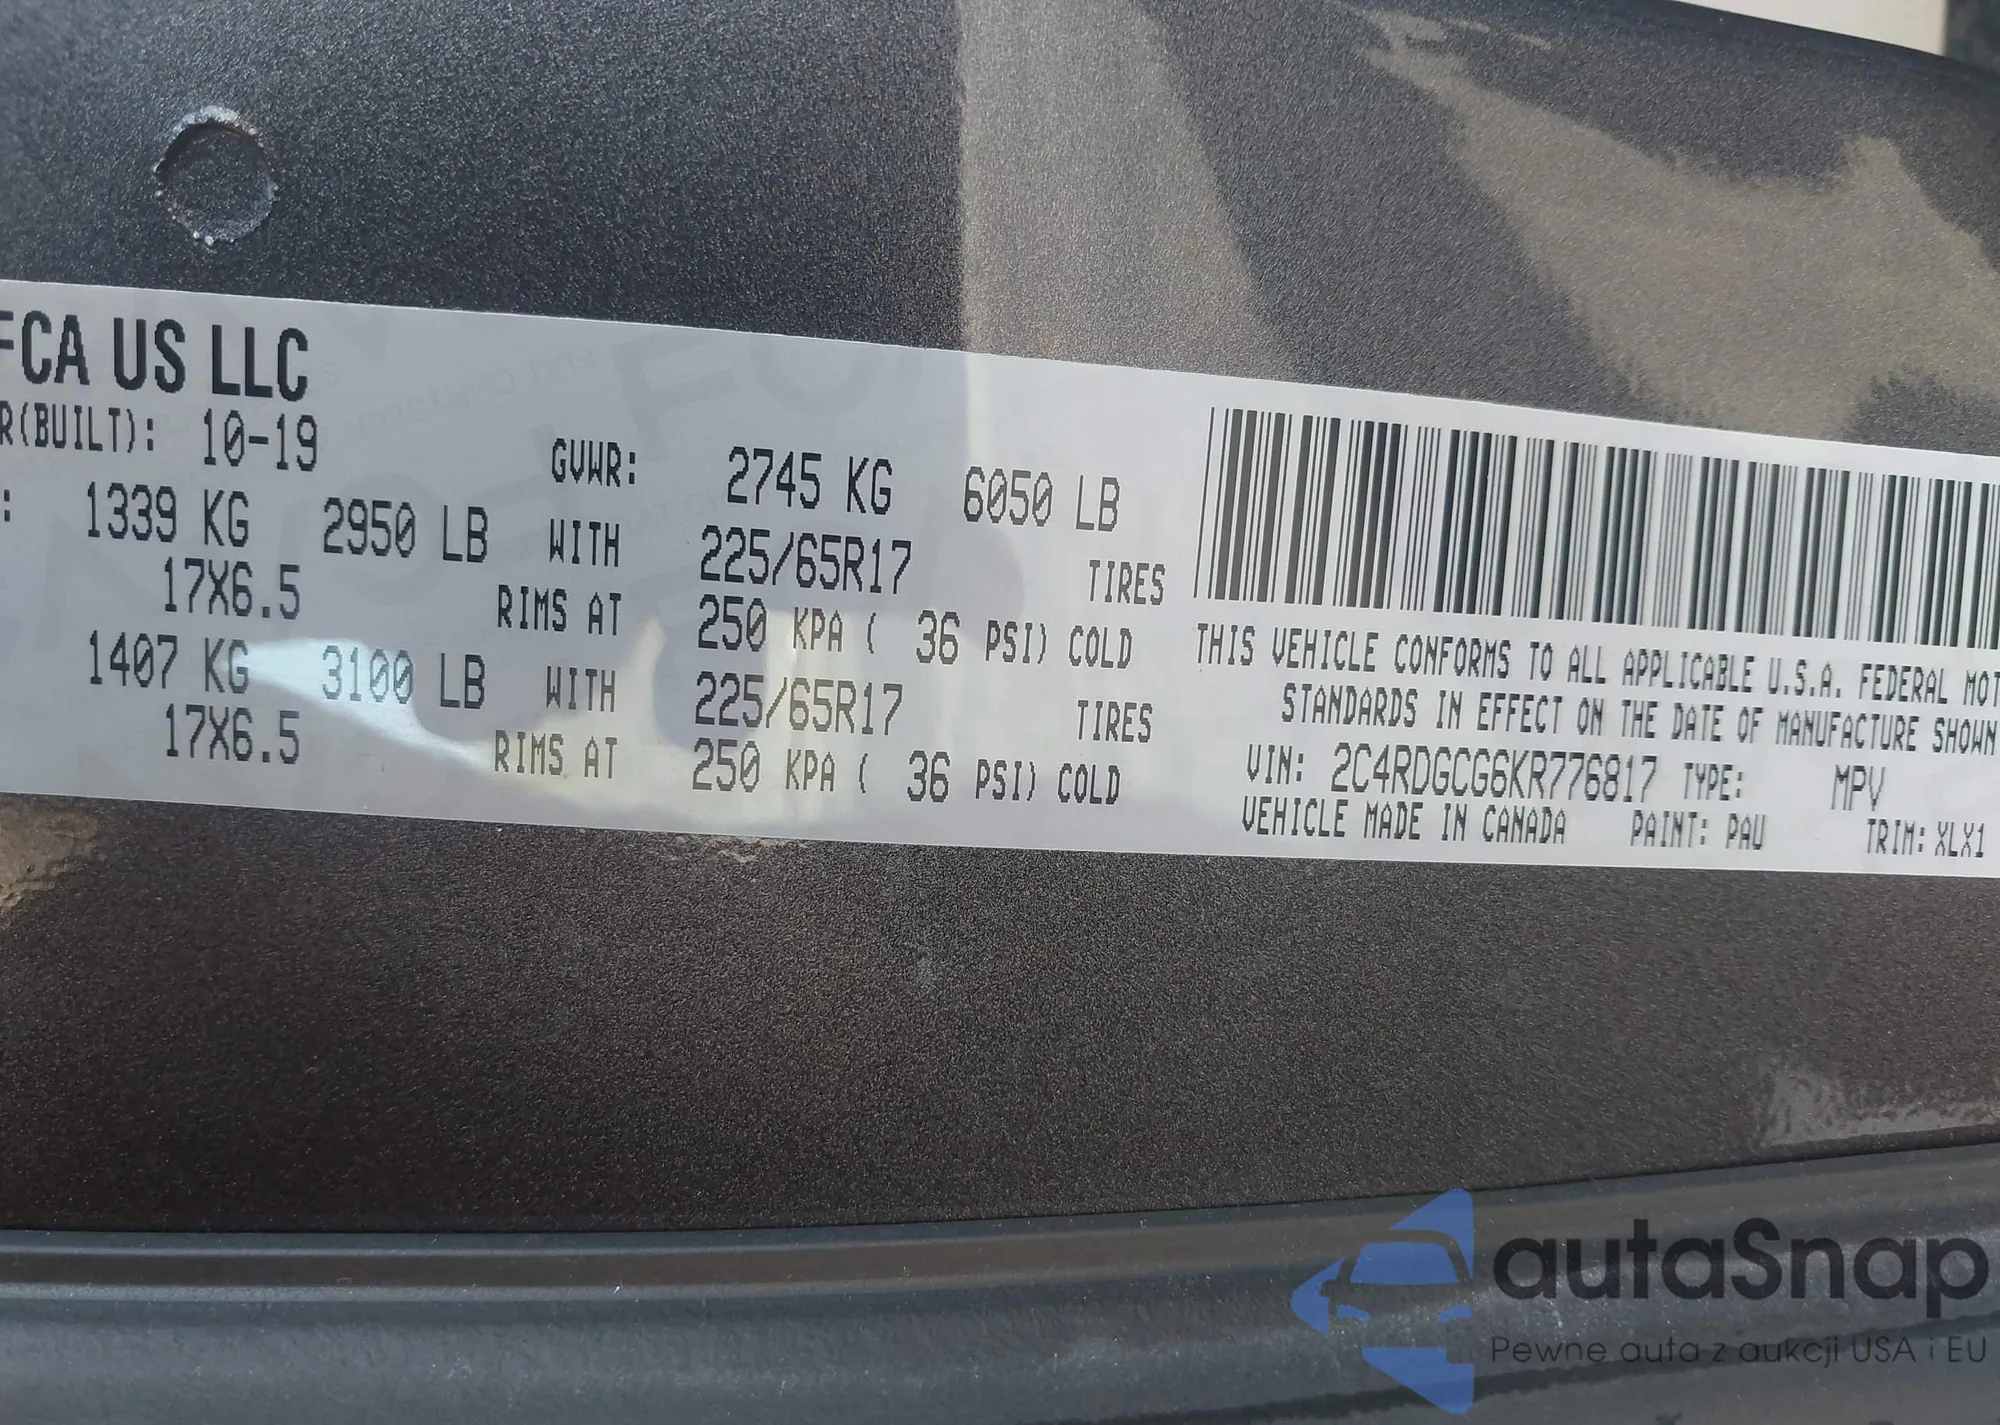 FCA US LLC
R(BUILT): 10-19
GVWR: 2745 KG 6050 LB
: 1339 KG 2950 LB WITH 225/65R17 TIRES
17X6.5 RIMS AT 250 KPA ( 36 PSI) COLD
1407 KG 3100 LB WITH 225/65R17 TIRES
17X6.5 RIMS AT 250 KPA ( 36 PSI) COLD
THIS VEHICLE CONFORMS TO ALL APPLICABLE U.S.A. FEDERAL MOT
STANDARDS IN EFFECT ON THE DATE OF MANUFACTURE SHOWN
VIN: 2C4RDGCG6KR776817 TYPE: MPV
VEHICLE MADE IN CANADA PAINT: PAU TRIM: XLX1
autaSnap
Pewne auta z aukcji USA i EU